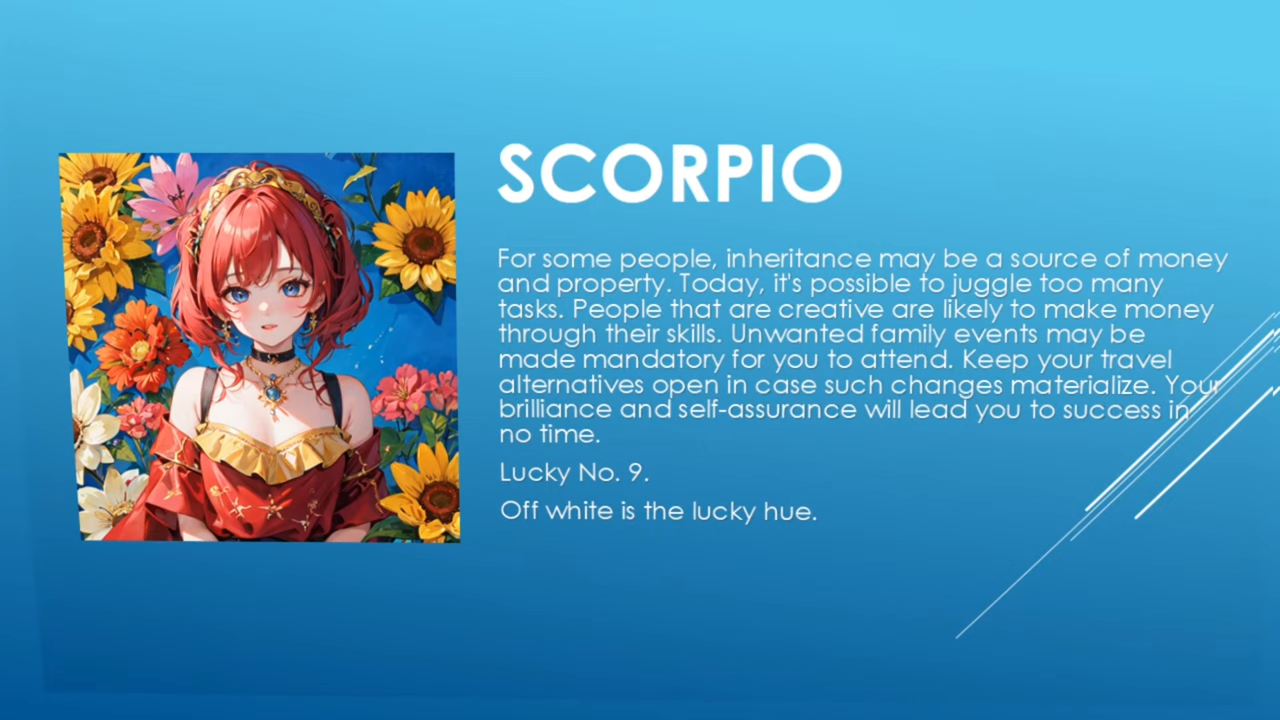 SCORPIO
For some people, inheritance may be a source of money
and property. Today, it's possible to juggle too many
tasks. People that are creative are likely to make money
through their skills. Unwanted family events may be
made mandatory for you to attend. Keep your travel
alternatives open in case such changes materialize. Your
brilliance and self-assurance will lead you to success in
no time.
Lucky No. 9.
Off white is the lucky hue.